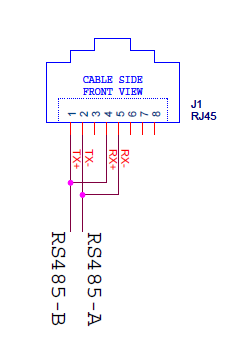 CABLE SIDE
FRONT VIEW
J1
RJ45
1 2 3 4 5 6 7 8
TX+ TX- RX+ RX-
RS485-B
RS485-A